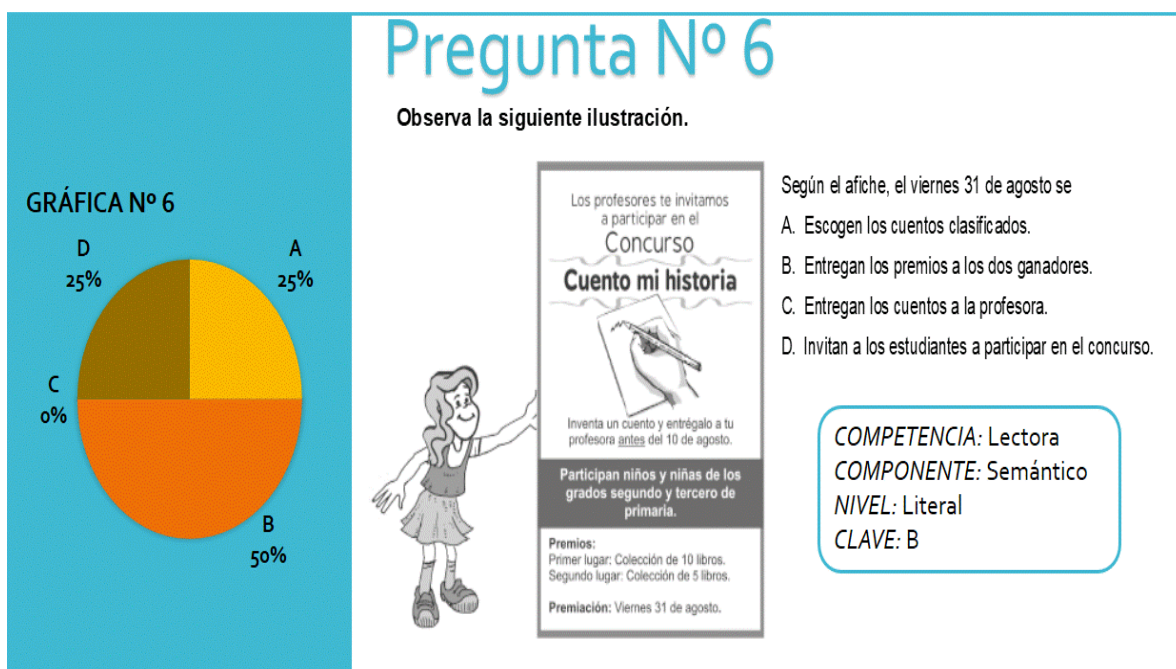 Pregunta Nº 6
Observa la siguiente ilustración.
GRÁFICA Nº 6
D
25%
A
25%
C
0%
B
50%
Los profesores te invitamos
a participar en el
Concurso
Cuento mi historia
Inventa un cuento y entrégalo a tu
profesora antes del 10 de agosto.
Participan niños y niñas de los
grados segundo y tercero de
primaria.
Premios:
Primer lugar: Colección de 10 libros.
Segundo lugar: Colección de 5 libros.
Premiación: Viernes 31 de agosto.
Según el afiche, el viernes 31 de agosto se
A. Escogen los cuentos clasificados.
B. Entregan los premios a los dos ganadores.
C. Entregan los cuentos a la profesora.
D. Invitan a los estudiantes a participar en el concurso.
COMPETENCIA: Lectora
COMPONENTE: Semántico
NIVEL: Literal
CLAVE: B